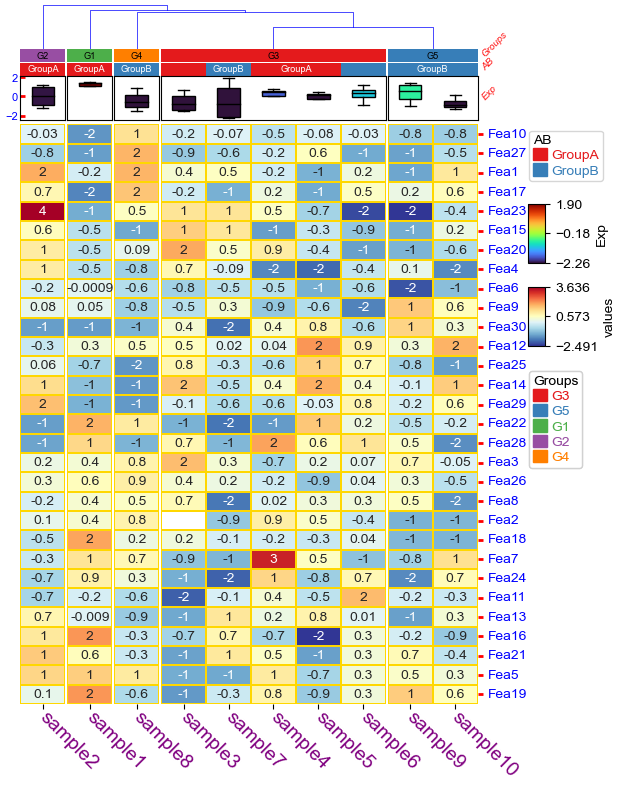 G2 G1 G4 G3 G5 Groups
GroupA GroupA GroupB GroupB GroupA GroupB AB
2
0
−2
Exp
-0.03 -2 1 -0.2 -0.07 -0.5 -0.08 -0.03 -0.8 -0.8 Fea10
-0.8 -1 2 -0.9 -0.6 -0.2 0.6 -1 -1 -0.5 Fea27
2 -0.2 2 0.4 0.5 -0.2 -1 0.2 -1 1 Fea1
0.7 -2 2 -0.2 -1 0.2 -1 0.5 0.2 0.6 Fea17
4 -1 0.5 1 1 0.5 -0.7 -2 -2 -0.4 Fea23
0.6 -0.5 -1 1 1 -1 -0.3 -0.9 -1 0.2 Fea15
1 -0.5 0.09 2 0.5 0.9 -0.4 -1 -1 -0.6 Fea20
1 -0.5 -0.8 0.7 -0.09 -2 -2 -0.4 0.1 -2 Fea4
-0.2 -0.0009 -0.6 -0.8 -0.5 -0.5 -1 -0.6 -2 -1 Fea6
0.08 0.05 -0.8 -0.5 0.3 -0.9 -0.6 -2 1 0.6 Fea9
-1 -1 -1 0.4 -2 0.4 0.8 -0.6 1 0.3 Fea30
-0.3 0.3 0.5 0.5 0.02 0.04 2 0.9 0.3 2 Fea12
0.06 -0.7 -2 0.8 -0.3 -0.6 1 0.7 -0.8 -1 Fea25
1 -1 -1 2 -0.5 0.4 2 0.4 -0.1 1 Fea14
2 -1 -1 -0.1 -0.6 -0.6 -0.03 0.8 -0.2 0.6 Fea29
-1 2 1 -1 -2 -1 1 0.2 -0.5 -0.2 Fea22
-1 1 -1 0.7 -1 2 0.6 1 0.5 -2 Fea28
0.2 0.4 0.8 2 0.3 -0.7 0.2 0.07 0.7 -0.05 Fea3
0.3 0.6 0.9 0.4 0.2 -0.2 -0.9 0.04 0.3 -0.5 Fea26
-0.2 0.4 0.5 0.7 -2 0.02 0.3 0.3 0.5 -2 Fea8
0.1 0.4 0.8 -0.9 0.9 0.5 -0.4 -1 -1 Fea2
-0.5 2 0.2 0.2 -0.1 -0.2 -0.3 0.04 -1 -1 Fea18
-0.3 1 0.7 -0.9 -1 3 0.5 -1 -0.8 1 Fea7
-0.7 0.9 0.3 -1 -2 1 -0.8 0.7 -2 0.7 Fea24
-0.7 -0.2 -0.6 -2 -0.1 0.4 -0.5 2 -0.2 -0.3 Fea11
0.7 -0.009 -0.9 -1 1 0.2 0.8 0.01 -1 0.3 Fea13
1 2 -0.3 -0.7 0.7 -0.7 -2 0.3 -0.2 -0.9 Fea16
1 0.6 -0.3 -1 1 0.5 -1 0.3 0.7 -0.4 Fea21
1 1 1 -1 -1 1 -0.7 0.3 0.5 0.3 Fea5
0.1 2 -0.6 -1 -0.3 0.8 -0.9 0.3 1 0.6 Fea19
sample2 sample1 sample8 sample3 sample7 sample4 sample5 sample6 sample9 sample10
AB
GroupA
GroupB
1.90
−0.18
−2.26
Exp
3.636
0.573
−2.491
values
Groups
G3
G5
G1
G2
G4